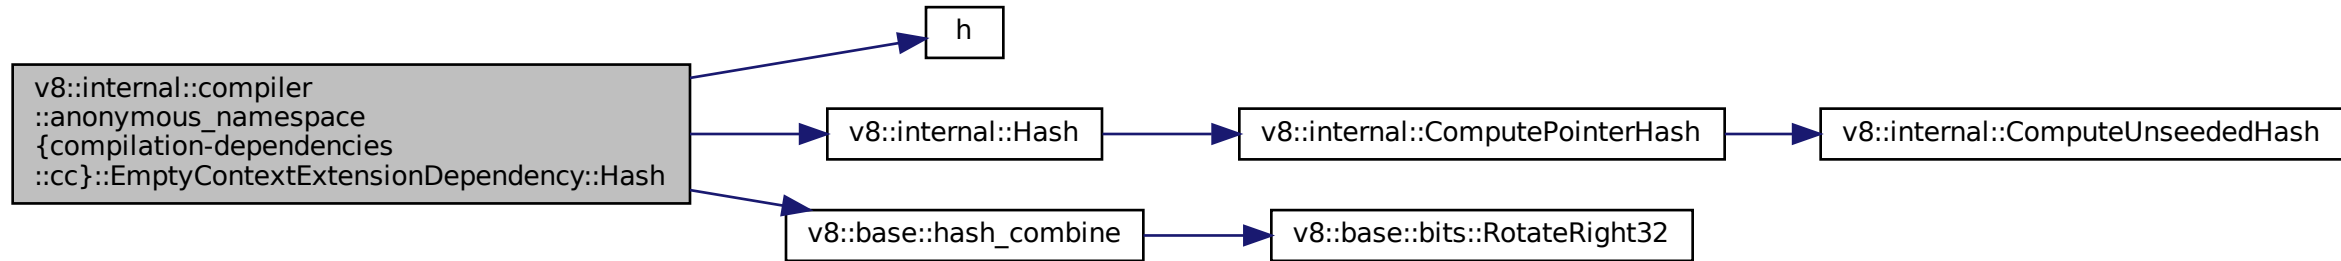 v8::internal::compiler
::anonymous_namespace
{compilation-dependencies
::cc}::EmptyContextExtensionDependency::Hash
h
v8::internal::Hash
v8::internal::ComputePointerHash
v8::internal::ComputeUnseededHash
v8::base::hash_combine
v8::base::bits::RotateRight32